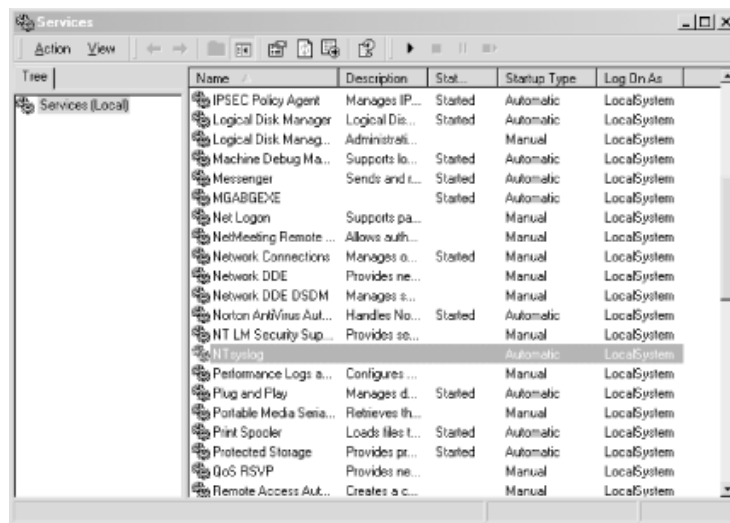 Services
Action View
Tree
Name Description Stat... Startup Type Log On As
Services (Local)
IPSEC Policy Agent Manages IP... Started Automatic LocalSystem
Logical Disk Manager Logical Dis... Started Automatic LocalSystem
Logical Disk Manag... Administrati... Manual LocalSystem
Machine Debug Ma... Supports lo... Started Automatic LocalSystem
Messenger Sends and r... Started Automatic LocalSystem
MGABGEXE Started Automatic LocalSystem
Net Logon Supports pa... Manual LocalSystem
NetMeeting Remote ... Allows auth... Manual LocalSystem
Network Connections Manages o... Started Manual LocalSystem
Network DDE Provides ne... Manual LocalSystem
Network DDE DSDM Manages s... Manual LocalSystem
Norton AntiVirus Aut... Handles No... Started Automatic LocalSystem
NT LM Security Sup... Provides se... Manual LocalSystem
NTsyslog Automatic LocalSystem
Performance Logs a... Configures ... Manual LocalSystem
Plug and Play Manages d... Started Automatic LocalSystem
Portable Media Seria... Retrieves th... Manual LocalSystem
Print Spooler Loads files t... Started Automatic LocalSystem
Protected Storage Provides pr... Started Automatic LocalSystem
QoS RSVP Provides ne... Manual LocalSystem
Remote Access Aut... Creates a c... Manual LocalSystem